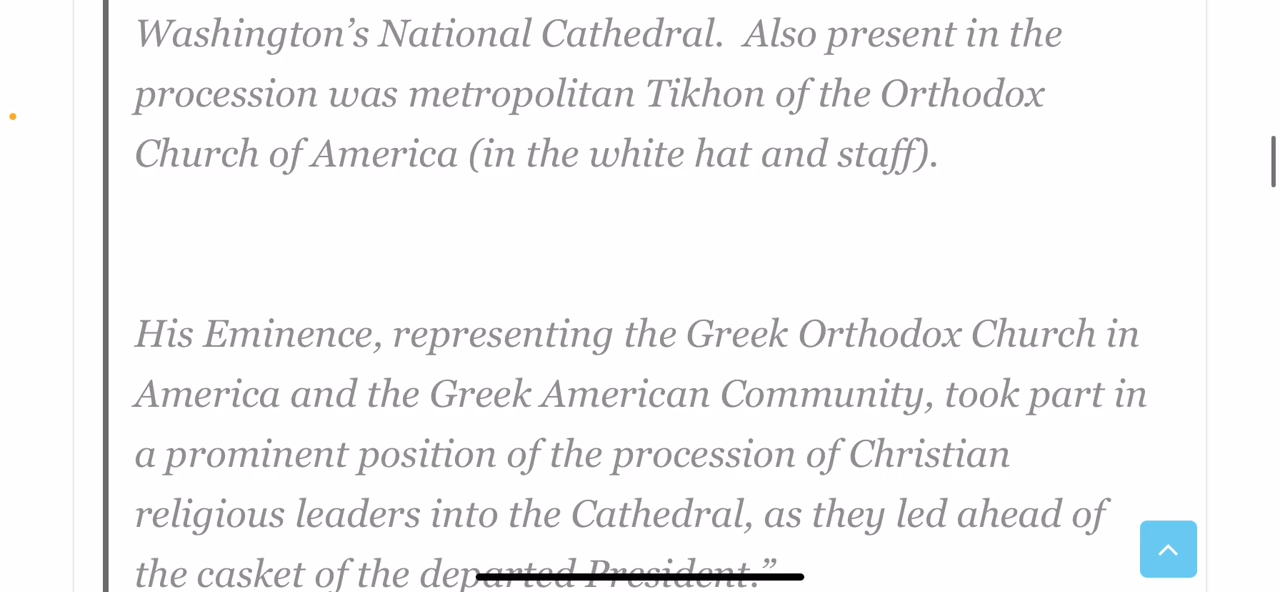 Washington’s National Cathedral.  Also present in the
procession was metropolitan Tikhon of the Orthodox
Church of America (in the white hat and staff).
His Eminence, representing the Greek Orthodox Church in
America and the Greek American Community, took part in
a prominent position of the procession of Christian
religious leaders into the Cathedral, as they led ahead of
the casket of the departed President.”